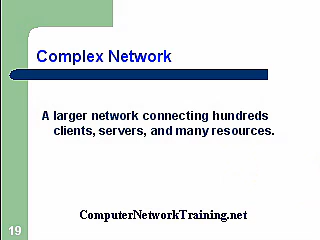 Complex Network
A larger network connecting hundreds
clients, servers, and many resources.
ComputerNetworkTraining.net
19